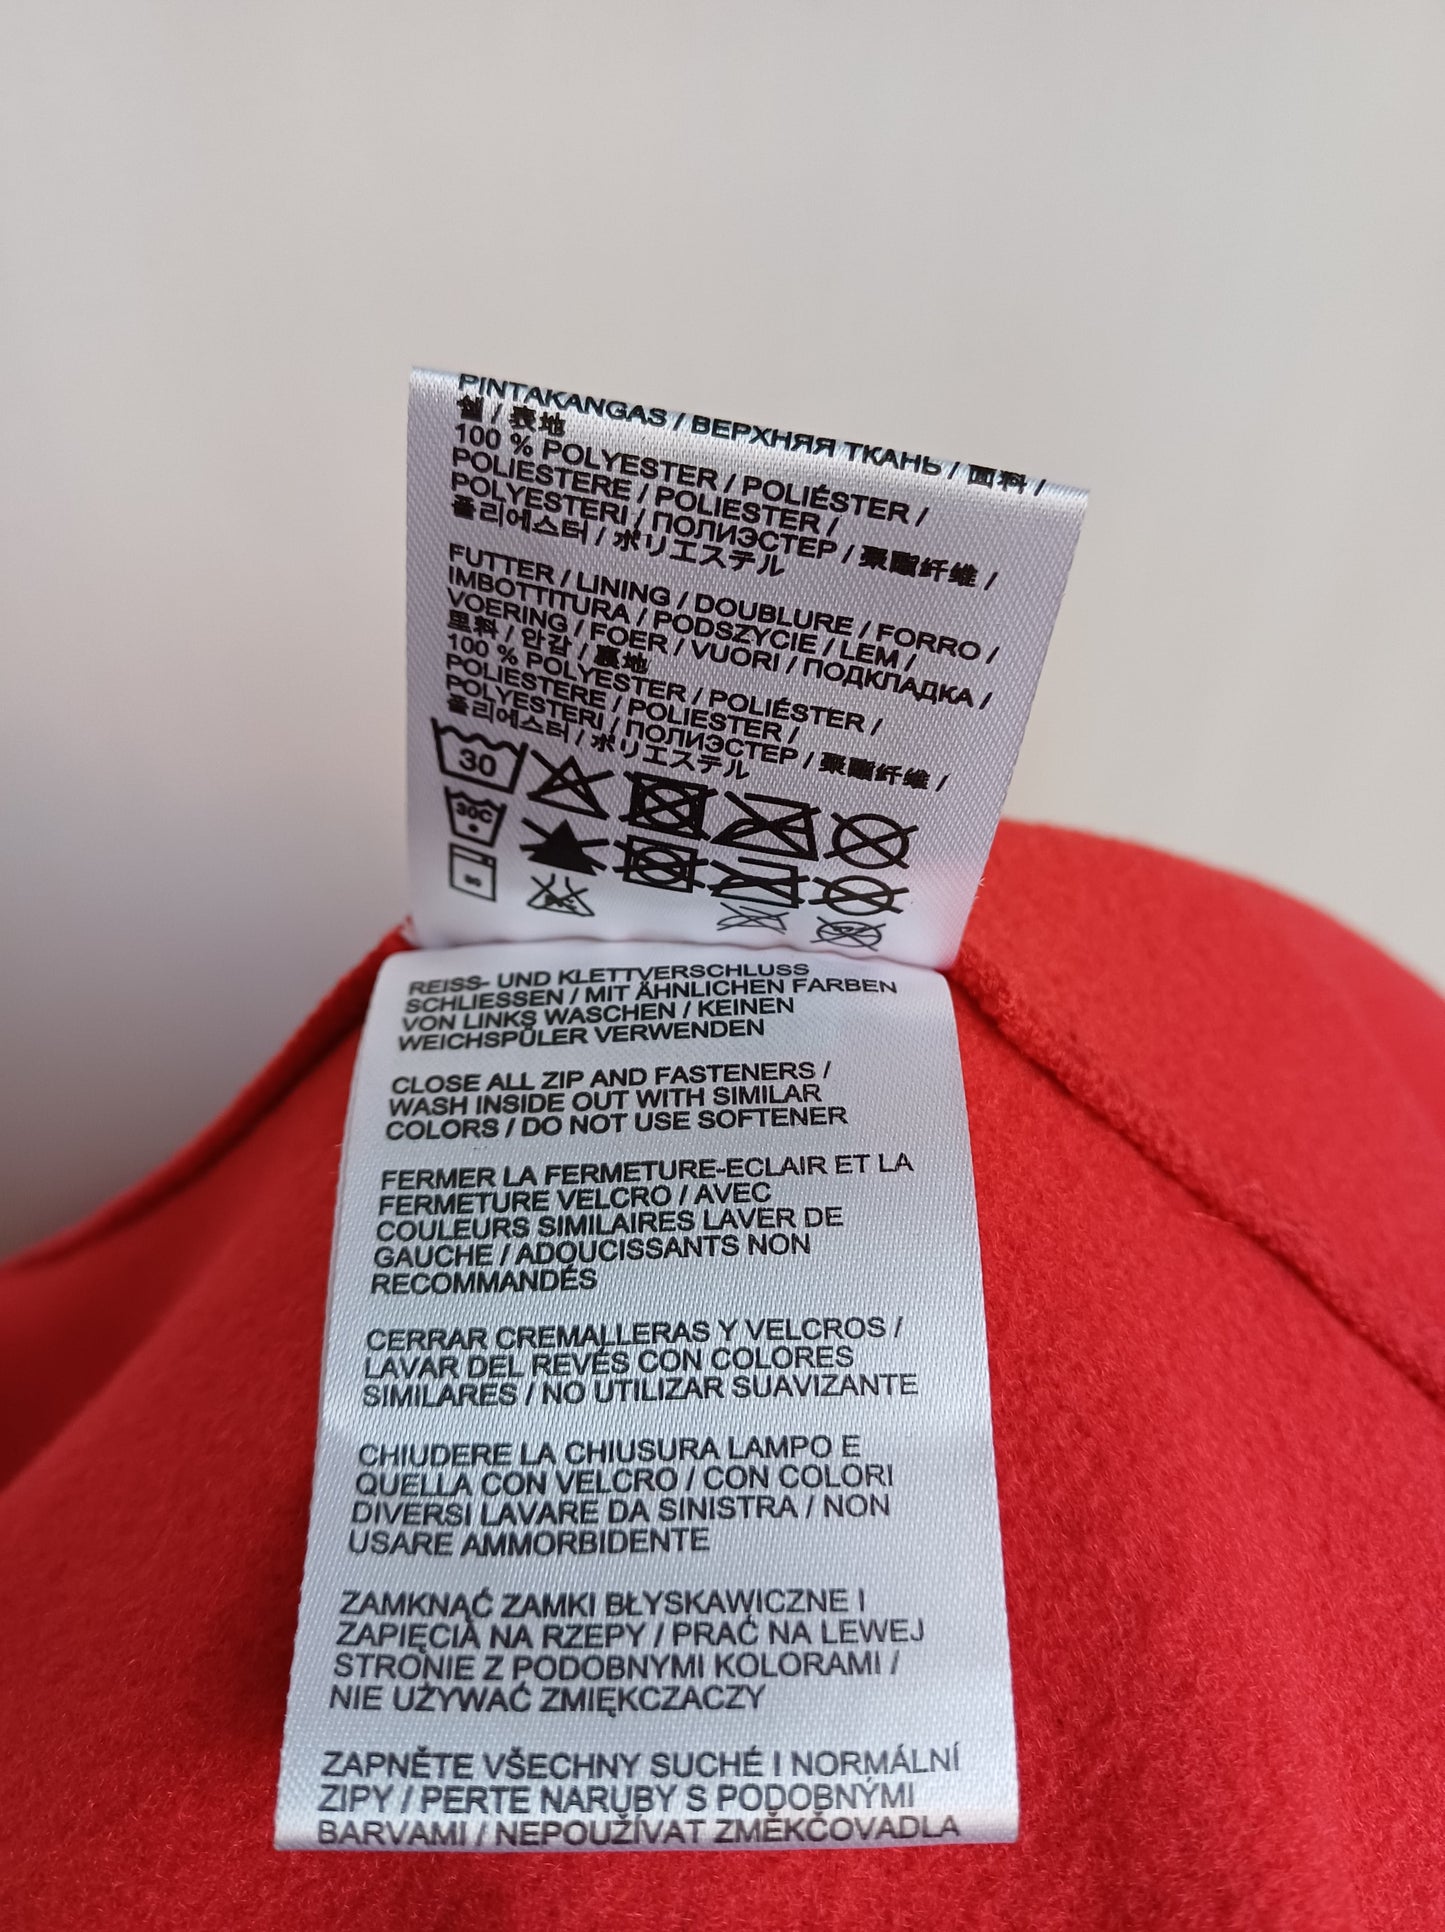 PINTAKANGAS / ВЕРХНЯЯ ТКАНЬ / 面料 /
쉘 / 表地
100 % POLYESTER / POLIÉSTER /
POLIESTERE / POLIESTER /
POLYESTERI / ПОЛИЭСТЕР / 聚酯纤维 /
폴리에스터 / ポリエステル
FUTTER / LINING / DOUBLURE / FORRO /
IMBOTTITURA / PODSZYCIE / LEM /
VOERING / FOER / VUORI / ПОДКЛАДКА /
里料 / 안감 / 裏地
100 % POLYESTER / POLIÉSTER /
POLIESTERE / POLIESTER /
POLYESTERI / ПОЛИЭСТЕР / 聚酯纤维 /
폴리에스터 / ポリエステル
30
30C
REISS- UND KLETTVERSCHLUSS
SCHLIESSEN / MIT ÄHNLICHEN FARBEN
VON LINKS WASCHEN / KEINEN
WEICHSPÜLER VERWENDEN
CLOSE ALL ZIP AND FASTENERS /
WASH INSIDE OUT WITH SIMILAR
COLORS / DO NOT USE SOFTENER
FERMER LA FERMETURE-ECLAIR ET LA
FERMETURE VELCRO / AVEC
COULEURS SIMILAIRES LAVER DE
GAUCHE / ADOUCISSANTS NON
RECOMMANDÉS
CERRAR CREMALLERAS Y VELCROS /
LAVAR DEL REVÉS CON COLORES
SIMILARES / NO UTILIZAR SUAVIZANTE
CHIUDERE LA CHIUSURA LAMPO E
QUELLA CON VELCRO / CON COLORI
DIVERSI LAVARE DA SINISTRA / NON
USARE AMMORBIDENTE
ZAMKNĄĆ ZAMKI BŁYSKAWICZNE I
ZAPIĘCIA NA RZEPY / PRAĆ NA LEWEJ
STRONIE Z PODOBNYMI KOLORAMI /
NIE UŻYWAĆ ZMIĘKCZACZY
ZAPNĚTE VŠECHNY SUCHÉ I NORMÁLNÍ
ZIPY / PERTE NARUBY S PODOBNÝMI
BARVAMI / NEPOUŽÍVAT ZMĚKČOVADLA